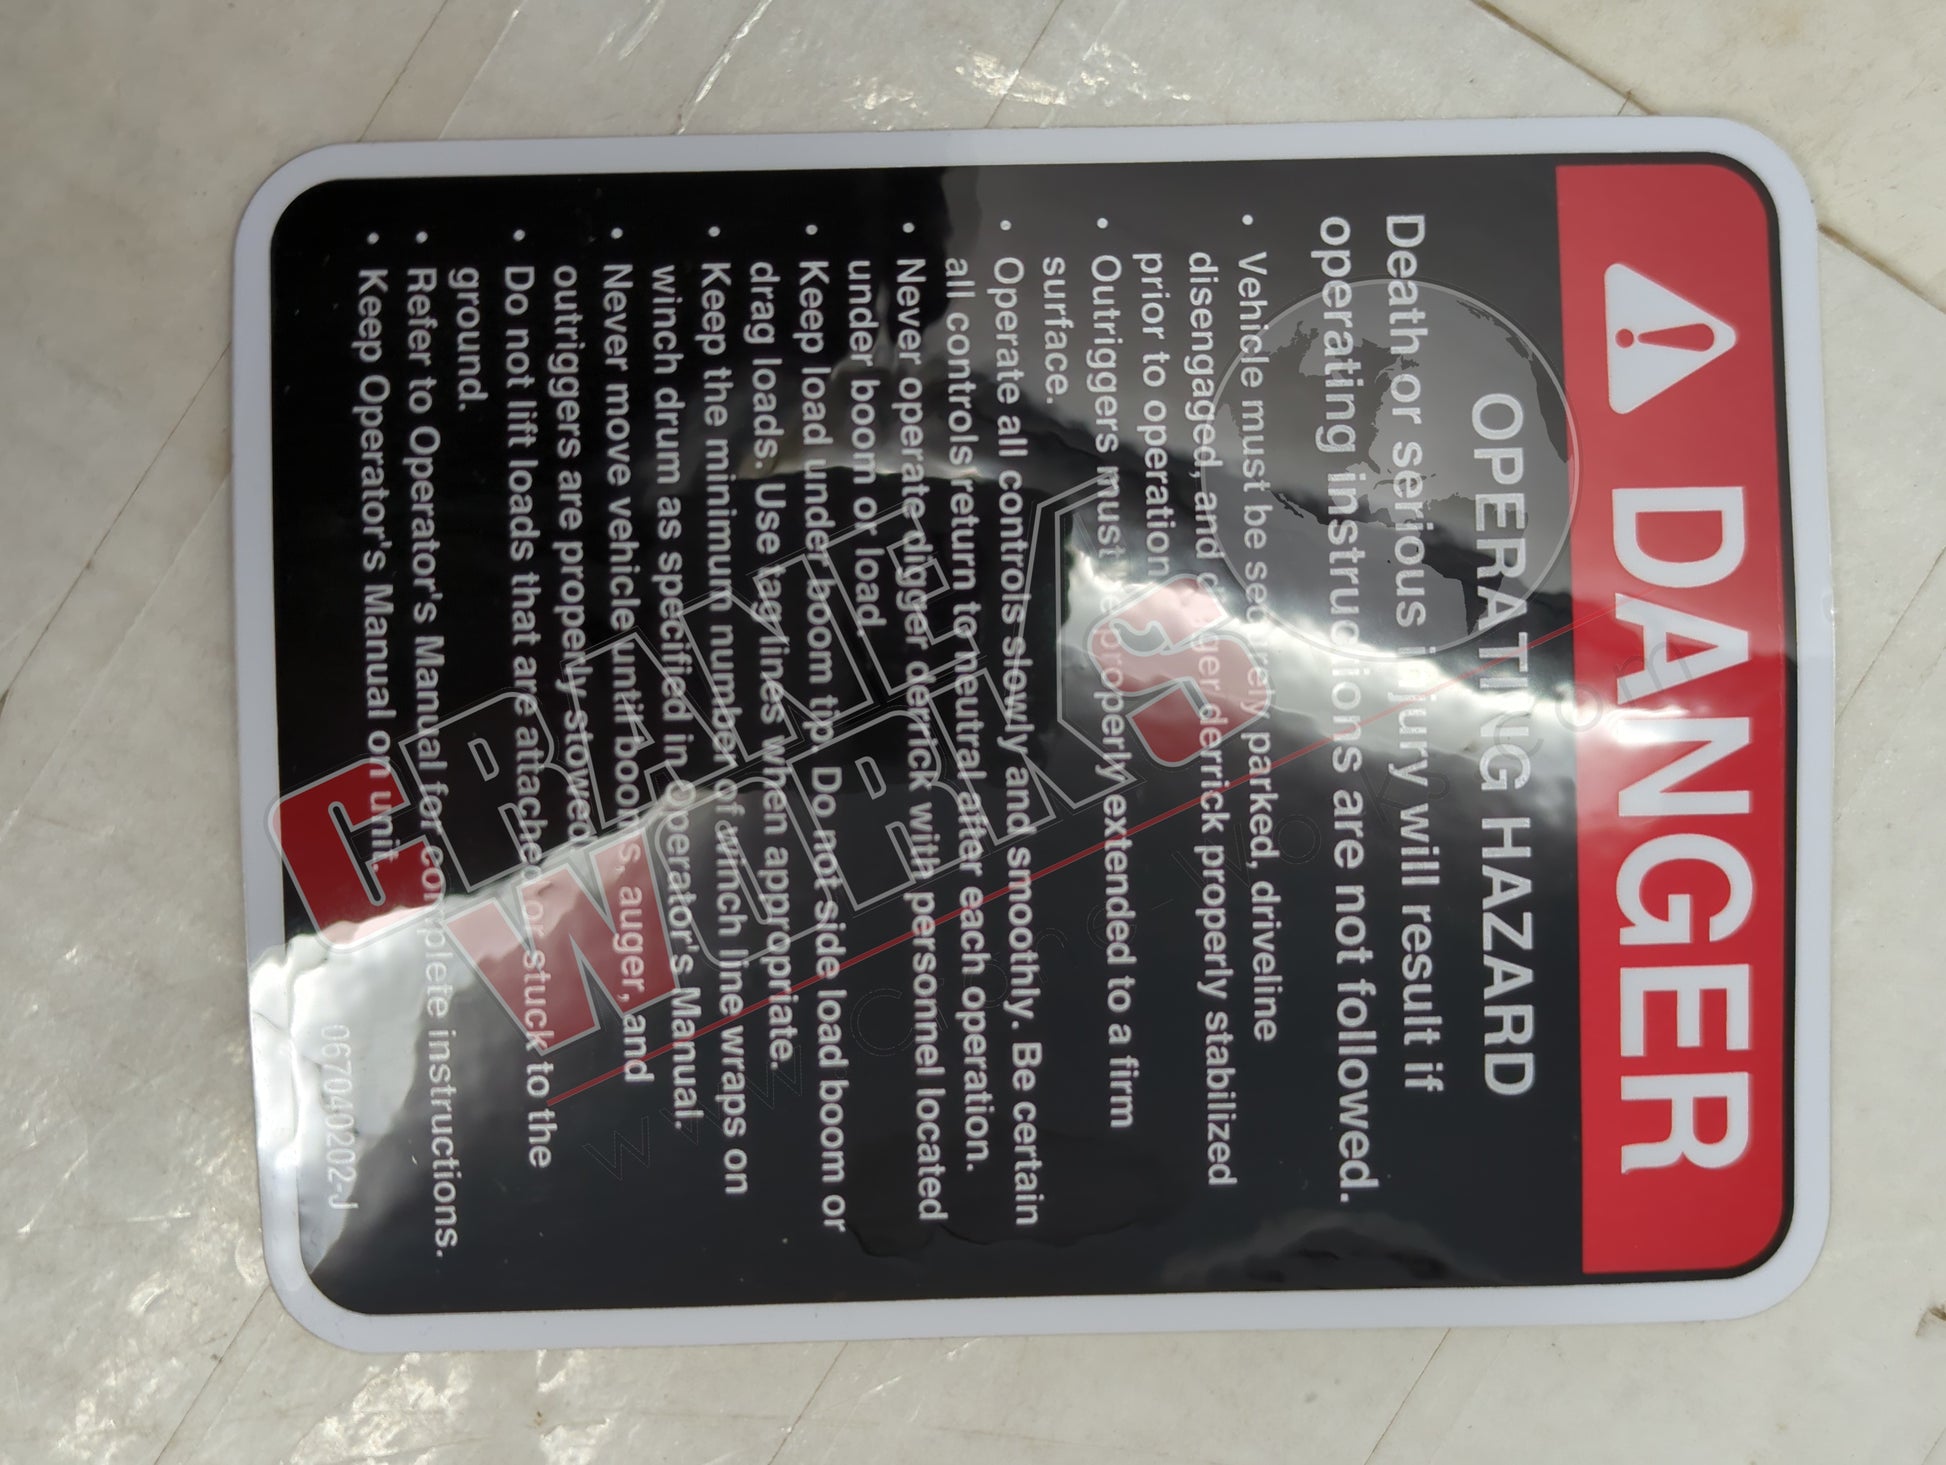 DANGER
OPERATING HAZARD
Death or serious injury will result if
operating instructions are not followed.
• Vehicle must be securely parked, driveline
disengaged, and digger derrick properly stabilized
prior to operation.
• Outriggers must be properly extended to a firm
surface.
• Operate all controls slowly and smoothly. Be certain
all controls return to neutral after each operation.
• Never operate digger derrick with personnel located
under boom or load.
• Keep load under boom tip. Do not side load boom or
drag loads. Use tag lines when appropriate.
• Keep the minimum number of winch line wraps on
winch drum as specified in Operator's Manual.
• Never move vehicle until booms, auger, and
outriggers are properly stowed.
• Do not lift loads that are attached or stuck to the
ground.
• Refer to Operator's Manual for complete instructions.
• Keep Operator's Manual on unit.
067040202-J
CRANE
WORKS
www.crane-works.com